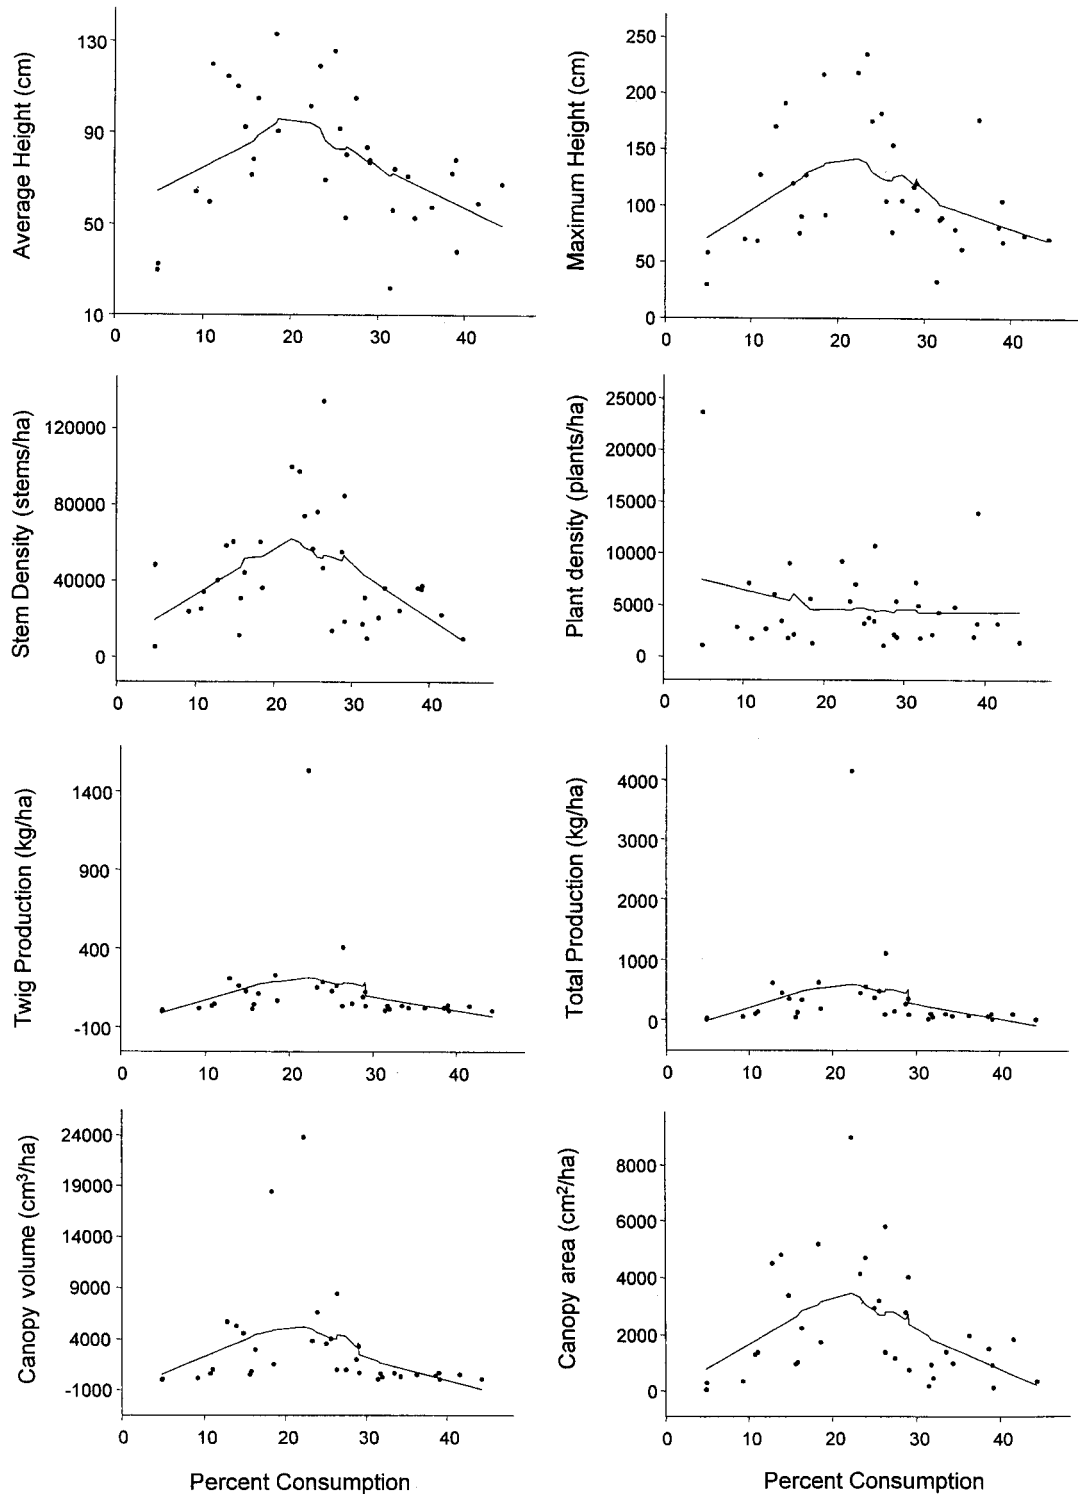 Average Height (cm)
130
90
50
10
0 10 20 30 40
Maximum Height (cm)
250
200
150
100
50
0
0 10 20 30 40
Stem Density (stems/ha)
120000
80000
40000
0
0 10 20 30 40
Plant density (plants/ha)
25000
20000
15000
10000
5000
0
0 10 20 30 40
Twig Production (kg/ha)
1400
900
400
-100
0 10 20 30 40
Total Production (kg/ha)
4000
3000
2000
1000
0
0 10 20 30 40
Canopy volume (cm³/ha)
24000
19000
14000
9000
4000
-1000
0 10 20 30 40
Percent Consumption
Canopy area (cm²/ha)
8000
6000
4000
2000
0
0 10 20 30 40
Percent Consumption